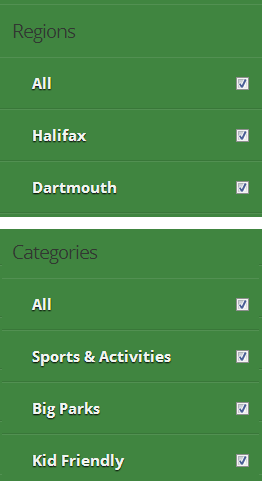 Regions
All
Halifax
Dartmouth
Categories
All
Sports & Activities
Big Parks
Kid Friendly